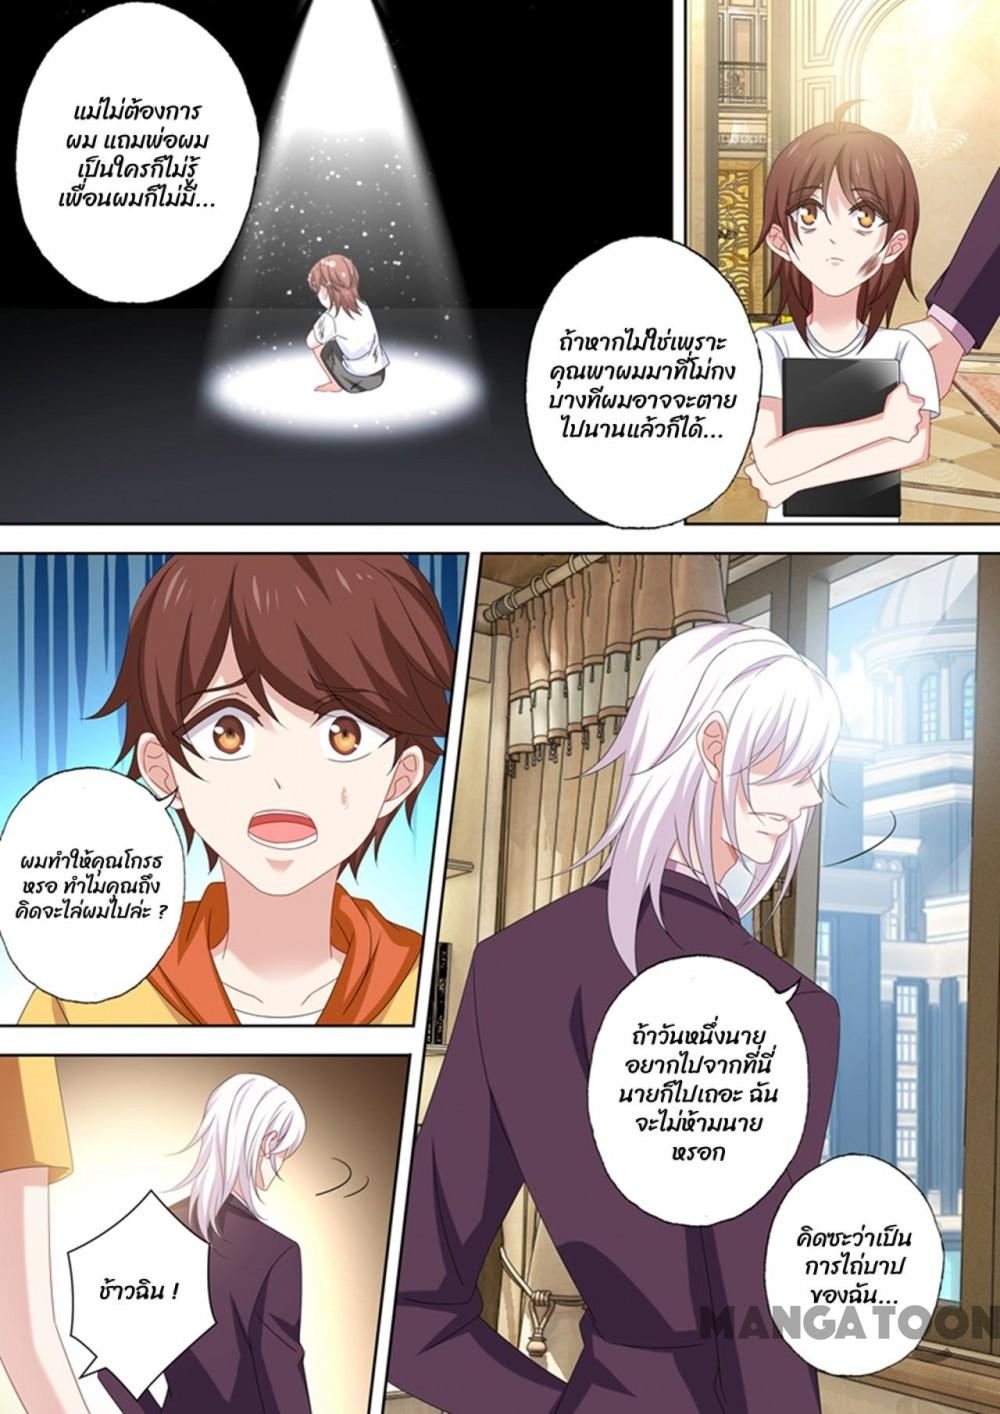 แม่ไม่ต้องการ
ผม แถมพ่อผม
เป็นใครก็ไม่รู้
เพื่อนผมก็ไม่มี...
ถ้าหากไม่ใช่เพราะ
คุณพาผมมาที่โม่กง
บางทีผมอาจจะตาย
ไปนานแล้วก็ได้...
ผมทำให้คุณโกรธ
หรอ ทำไมคุณถึง
คิดจะไล่ผมไปล่ะ ?
ถ้าวันหนึ่งนาย
อยากไปจากที่นี่
นายก็ไปเถอะ ฉัน
จะไม่ห้ามนาย
หรอก
คิดซะว่าเป็น
การไถ่บาป
ของฉัน...
ช้าวฉิน !
MANGATOON